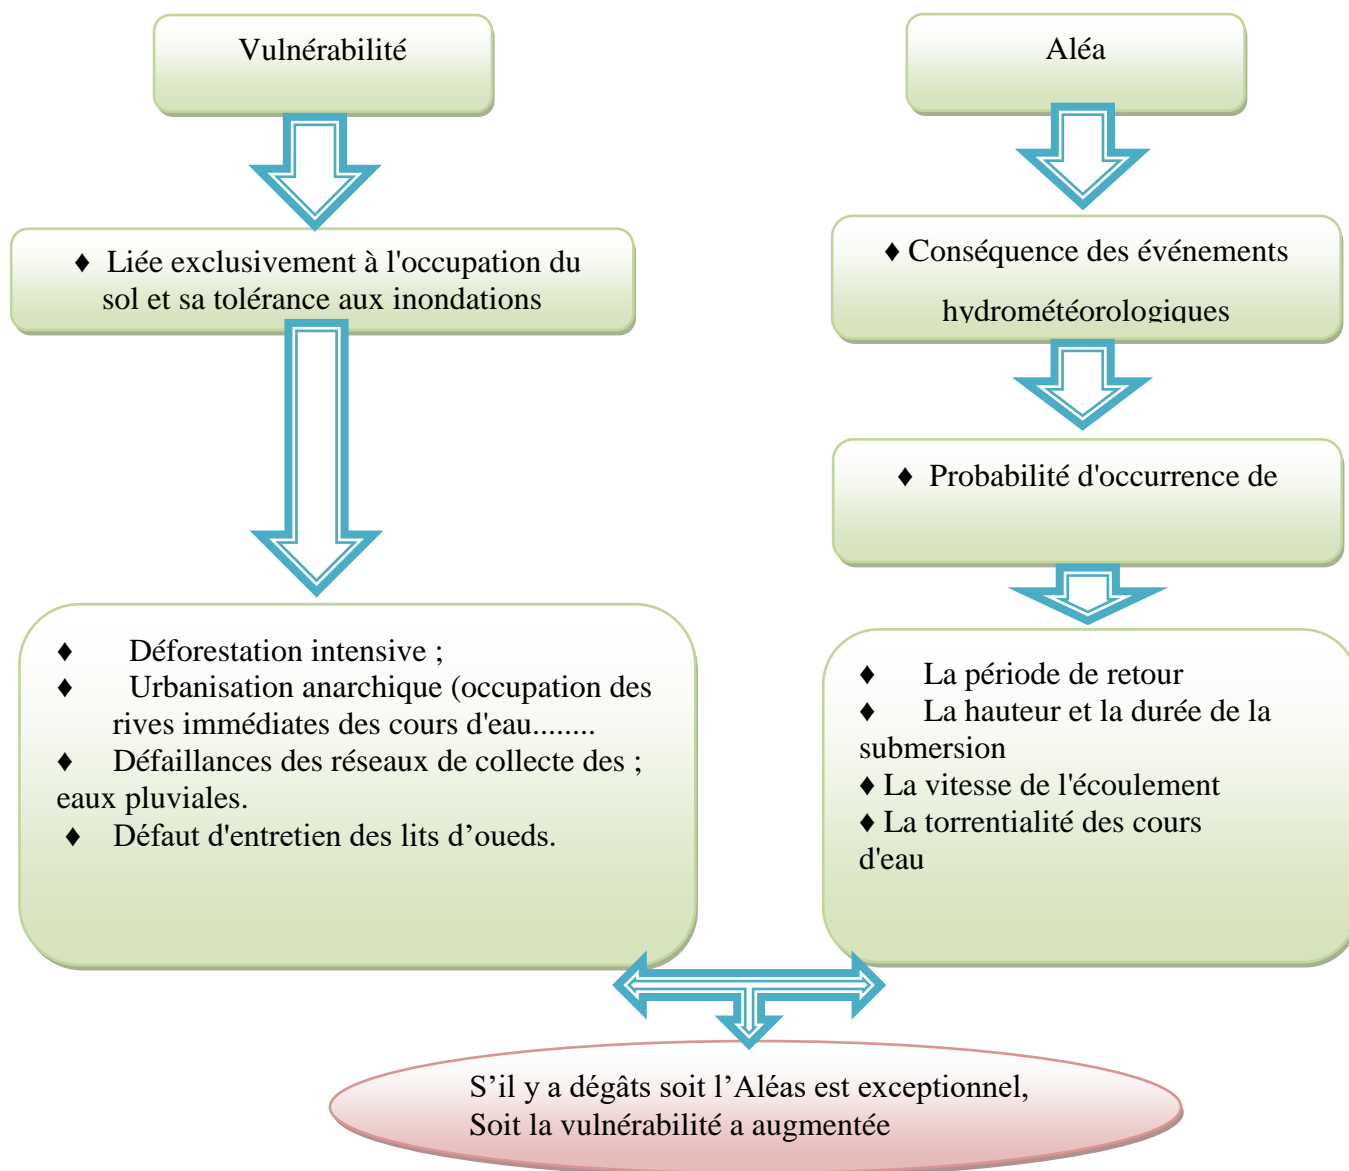 Vulnérabilité
♦ Liée exclusivement à l'occupation du
sol et sa tolérance aux inondations
♦ Déforestation intensive ;
♦ Urbanisation anarchique (occupation des
rives immédiates des cours d'eau........
♦ Défaillances des réseaux de collecte des ;
eaux pluviales.
♦ Défaut d'entretien des lits d’oueds.
Aléa
♦ Conséquence des événements
hydrométéorologiques
♦ Probabilité d'occurrence de
♦ La période de retour
♦ La hauteur et la durée de la
submersion
♦ La vitesse de l'écoulement
♦ La torrentialité des cours
d'eau
S’il y a dégâts soit l’Aléas est exceptionnel,
Soit la vulnérabilité a augmentée